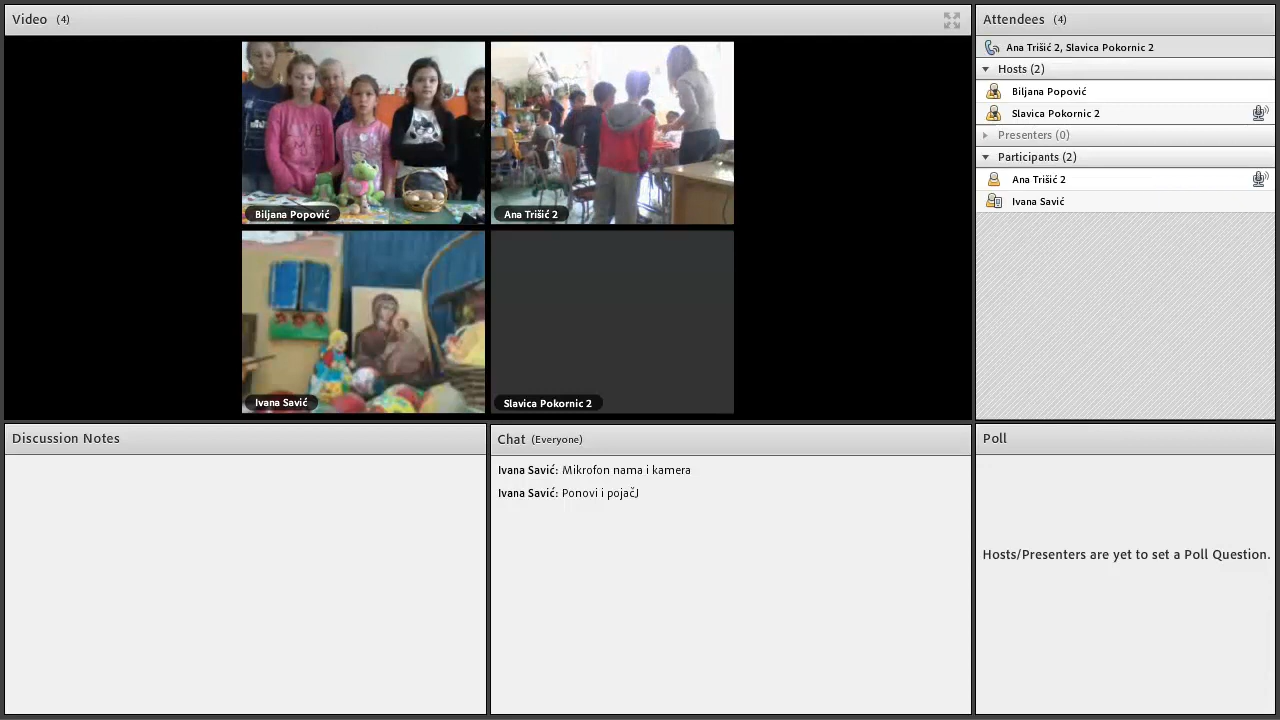 Video (4)
Biljana Popović
Ana Trišić 2
Ivana Savić
Slavica Pokornic 2
Attendees (4)
Ana Trišić 2, Slavica Pokornic 2
Hosts (2)
Biljana Popović
Slavica Pokornic 2
Presenters (0)
Participants (2)
Ana Trišić 2
Ivana Savić
Discussion Notes
Chat (Everyone)
Ivana Savić: Mikrofon nama i kamera
Ivana Savić: Ponovi i pojačJ
Poll
Hosts/Presenters are yet to set a Poll Question.